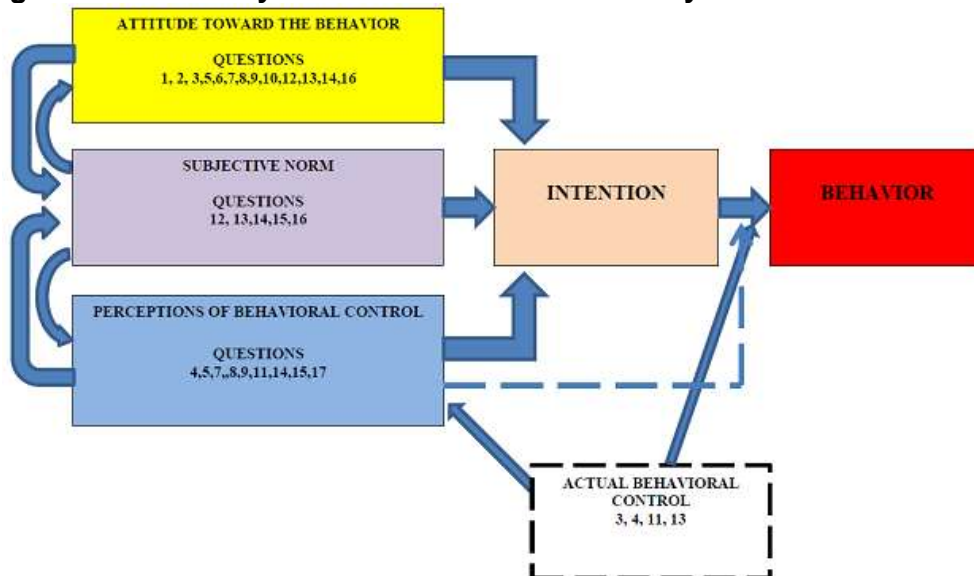 ATTITUDE TOWARD THE BEHAVIOR
QUESTIONS
1, 2, 3,5,6,7,8,9,10,12,13,14,16
SUBJECTIVE NORM
QUESTIONS
12, 13,14,15,16
PERCEPTIONS OF BEHAVIORAL CONTROL
QUESTIONS
4,5,7,,8,9,11,14,15,17
INTENTION
BEHAVIOR
ACTUAL BEHAVIORAL
CONTROL
3, 4, 11, 13